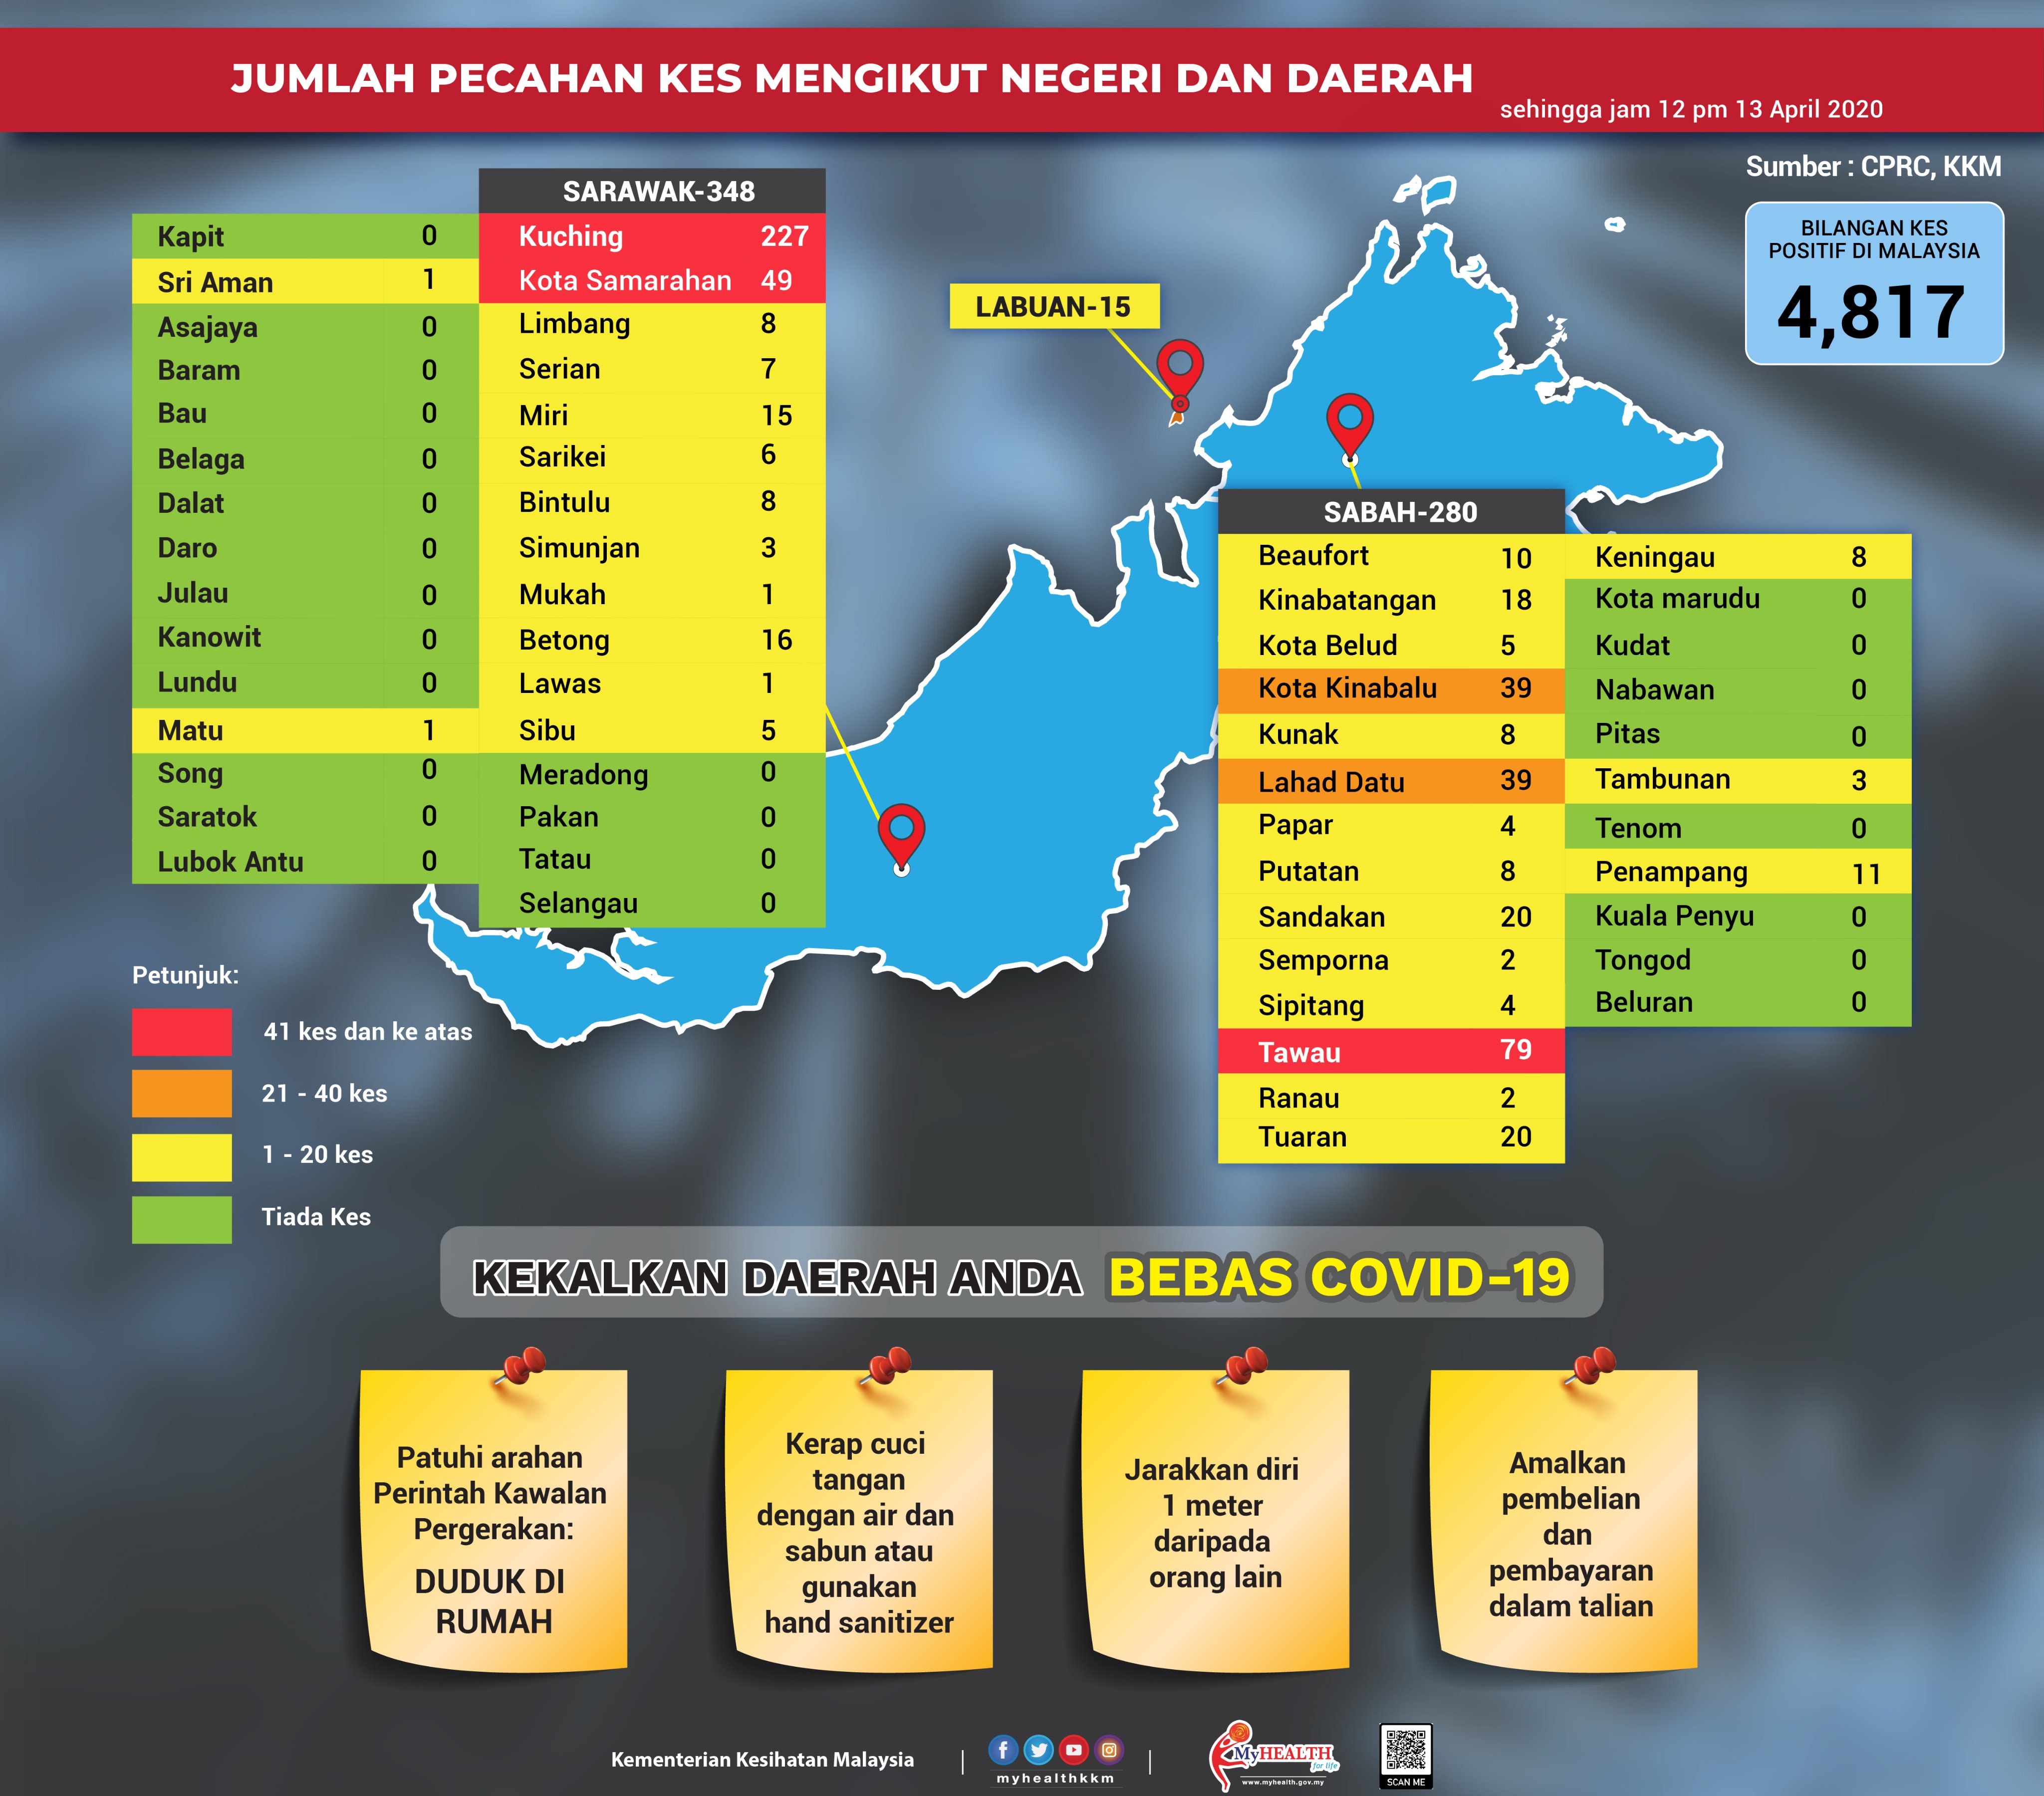 JUMLAH PECAHAN KES MENGIKUT NEGERI DAN DAERAH
sehingga jam 12 pm 13 April 2020
Sumber : CPRC, KKM
BILANGAN KES
POSITIF DI MALAYSIA
4,817
Kapit 0
Sri Aman 1
Asajaya 0
Baram 0
Bau 0
Belaga 0
Dalat 0
Daro 0
Julau 0
Kanowit 0
Lundu 0
Matu 1
Song 0
Saratok 0
Lubok Antu 0
SARAWAK-348
Kuching 227
Kota Samarahan 49
Limbang 8
Serian 7
Miri 15
Sarikei 6
Bintulu 8
Simunjan 3
Mukah 1
Betong 16
Lawas 1
Sibu 5
Meradong 0
Pakan 0
Tatau 0
Selangau 0
LABUAN-15
SABAH-280
Beaufort 10
Kinabatangan 18
Kota Belud 5
Kota Kinabalu 39
Kunak 8
Lahad Datu 39
Papar 4
Putatan 8
Sandakan 20
Semporna 2
Sipitang 4
Tawau 79
Ranau 2
Tuaran 20
Keningau 8
Kota marudu 0
Kudat 0
Nabawan 0
Pitas 0
Tambunan 3
Tenom 0
Penampang 11
Kuala Penyu 0
Tongod 0
Beluran 0
Petunjuk:
41 kes dan ke atas
21 - 40 kes
1 - 20 kes
Tiada Kes
KEKALKAN DAERAH ANDA BEBAS COVID-19
Patuhi arahan
Perintah Kawalan
Pergerakan:
DUDUK DI
RUMAH
Kerap cuci
tangan
dengan air dan
sabun atau
gunakan
hand sanitizer
Jarakkan diri
1 meter
daripada
orang lain
Amalkan
pembelian
dan
pembayaran
dalam talian
Kementerian Kesihatan Malaysia
myhealthkkm
MyHEALTH
for life
www.myhealth.gov.my
SCAN ME